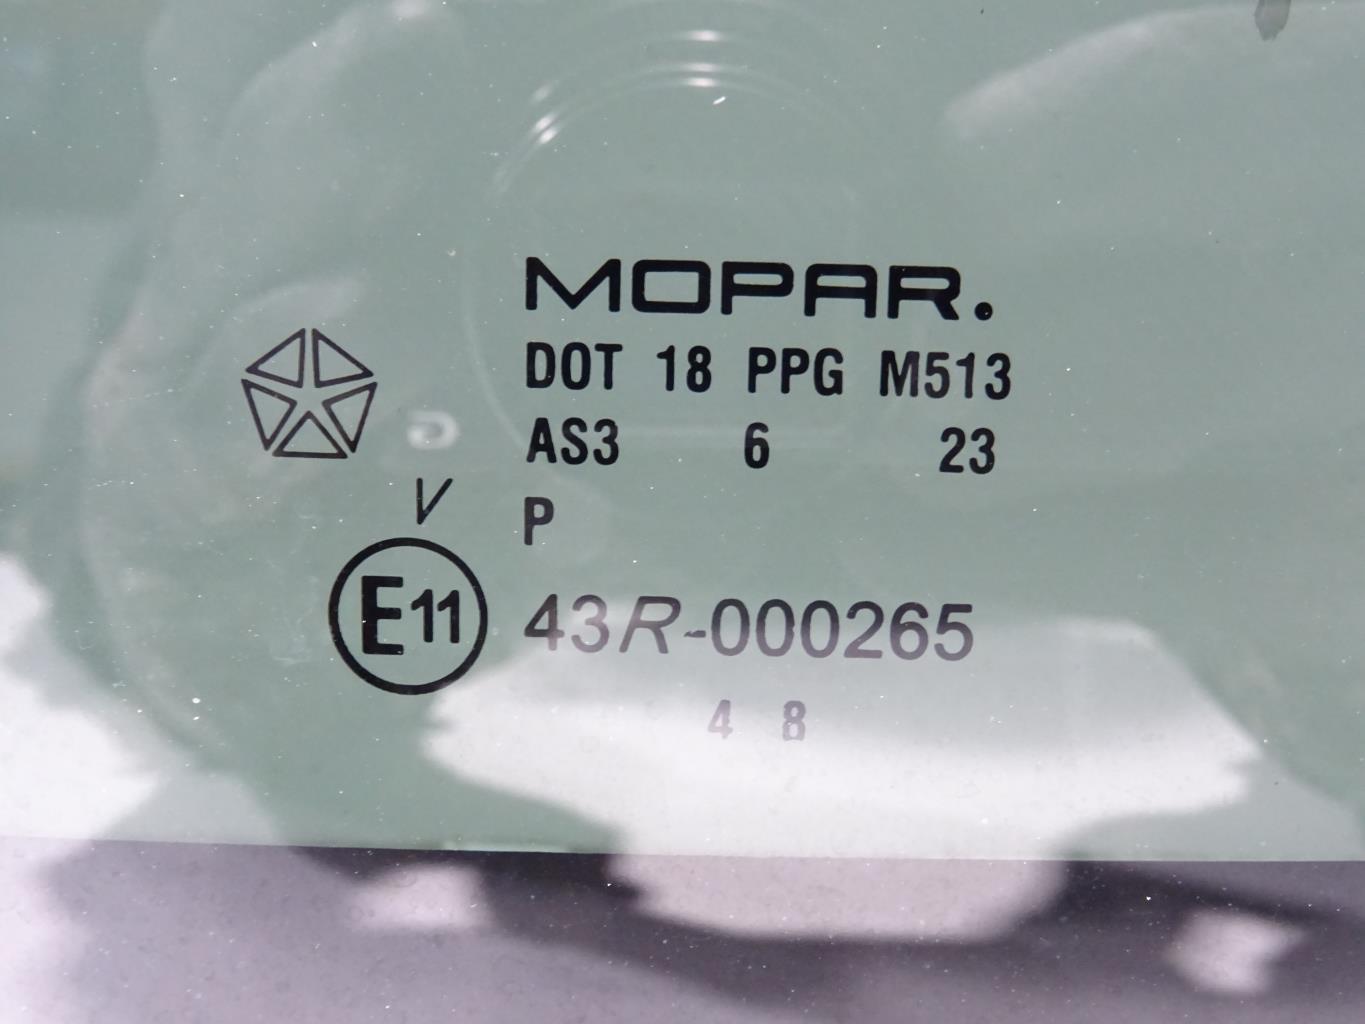 MOPAR.
DOT 18 PPG M513
AS3 6 23
V P
E11 43R-000265
4 8